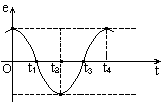 e
O t₁ t₂ t₃ t₄ t